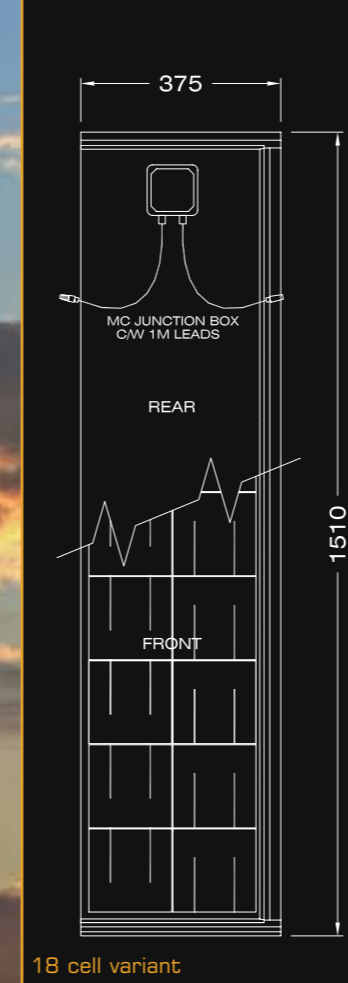 375
MC JUNCTION BOX
C/W 1M LEADS
REAR
1510
FRONT
18 cell variant